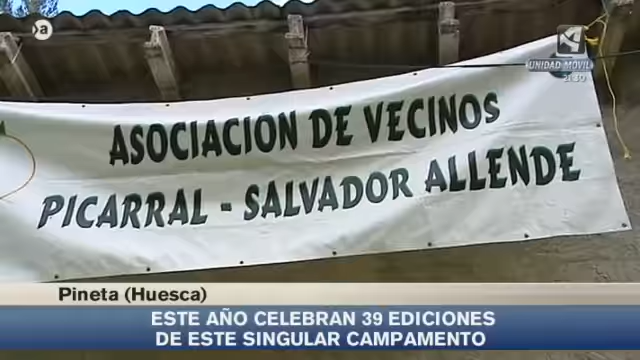 a
UNIDAD MÓVIL
ASOCIACION DE VECINOS
PICARRAL - SALVADOR ALLENDE
Pineta (Huesca)
ESTE AÑO CELEBRAN 39 EDICIONES
DE ESTE SINGULAR CAMPAMENTO